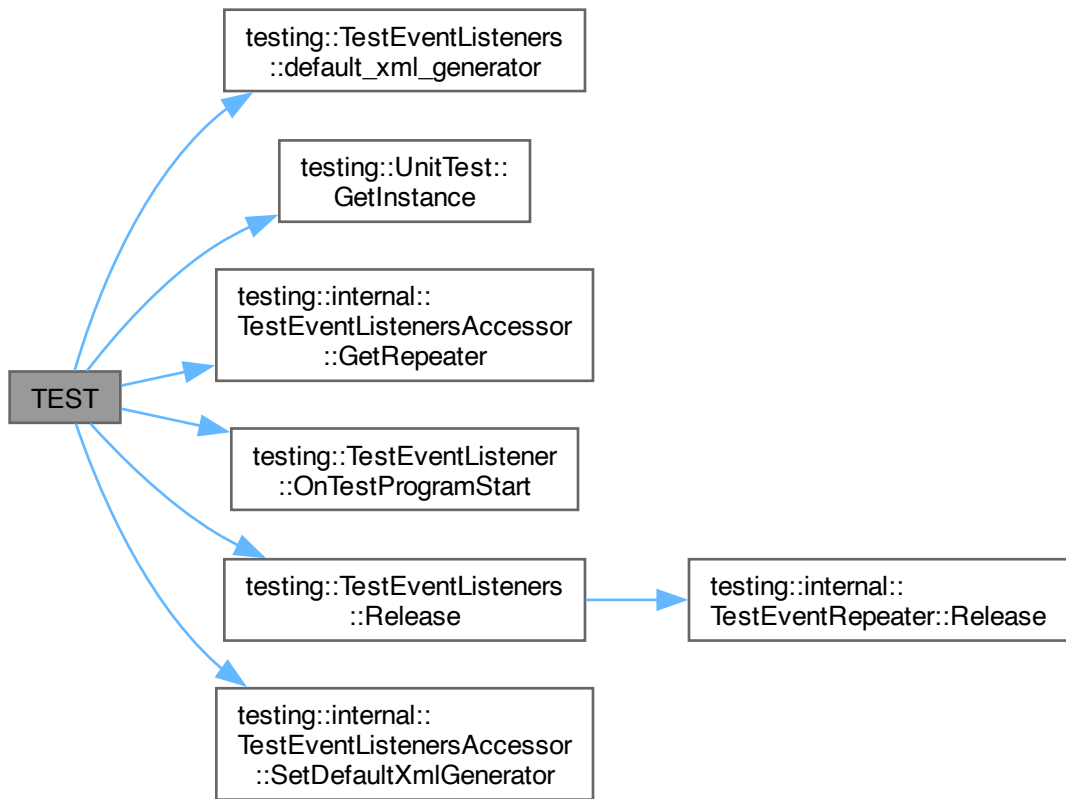 testing::TestEventListeners
::default_xml_generator
testing::UnitTest::
GetInstance
testing::internal::
TestEventListenersAccessor
::GetRepeater
TEST
testing::TestEventListener
::OnTestProgramStart
testing::TestEventListeners
::Release
testing::internal::
TestEventRepeater::Release
testing::internal::
TestEventListenersAccessor
::SetDefaultXmlGenerator